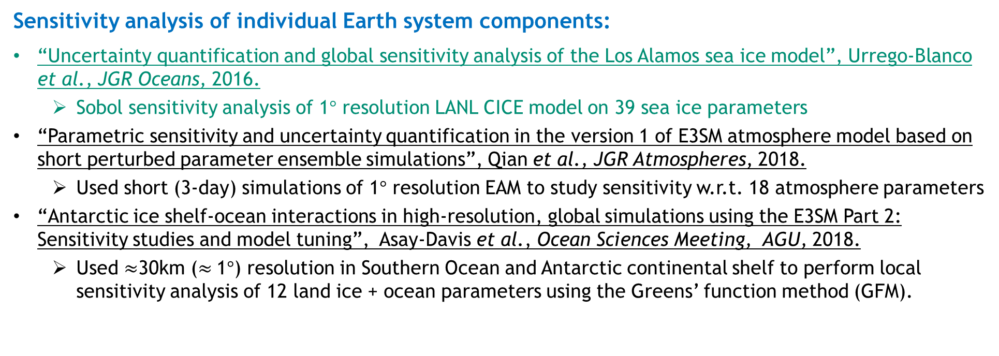 Sensitivity analysis of individual Earth system components:
• “Uncertainty quantification and global sensitivity analysis of the Los Alamos sea ice model”, Urrego-Blanco
et al., JGR Oceans, 2016.
➢ Sobol sensitivity analysis of 1° resolution LANL CICE model on 39 sea ice parameters
• “Parametric sensitivity and uncertainty quantification in the version 1 of E3SM atmosphere model based on
short perturbed parameter ensemble simulations”, Qian et al., JGR Atmospheres, 2018.
➢ Used short (3-day) simulations of 1° resolution EAM to study sensitivity w.r.t. 18 atmosphere parameters
• “Antarctic ice shelf-ocean interactions in high-resolution, global simulations using the E3SM Part 2:
Sensitivity studies and model tuning”, Asay-Davis et al., Ocean Sciences Meeting, AGU, 2018.
➢ Used ≈30km (≈ 1°) resolution in Southern Ocean and Antarctic continental shelf to perform local
sensitivity analysis of 12 land ice + ocean parameters using the Greens’ function method (GFM).